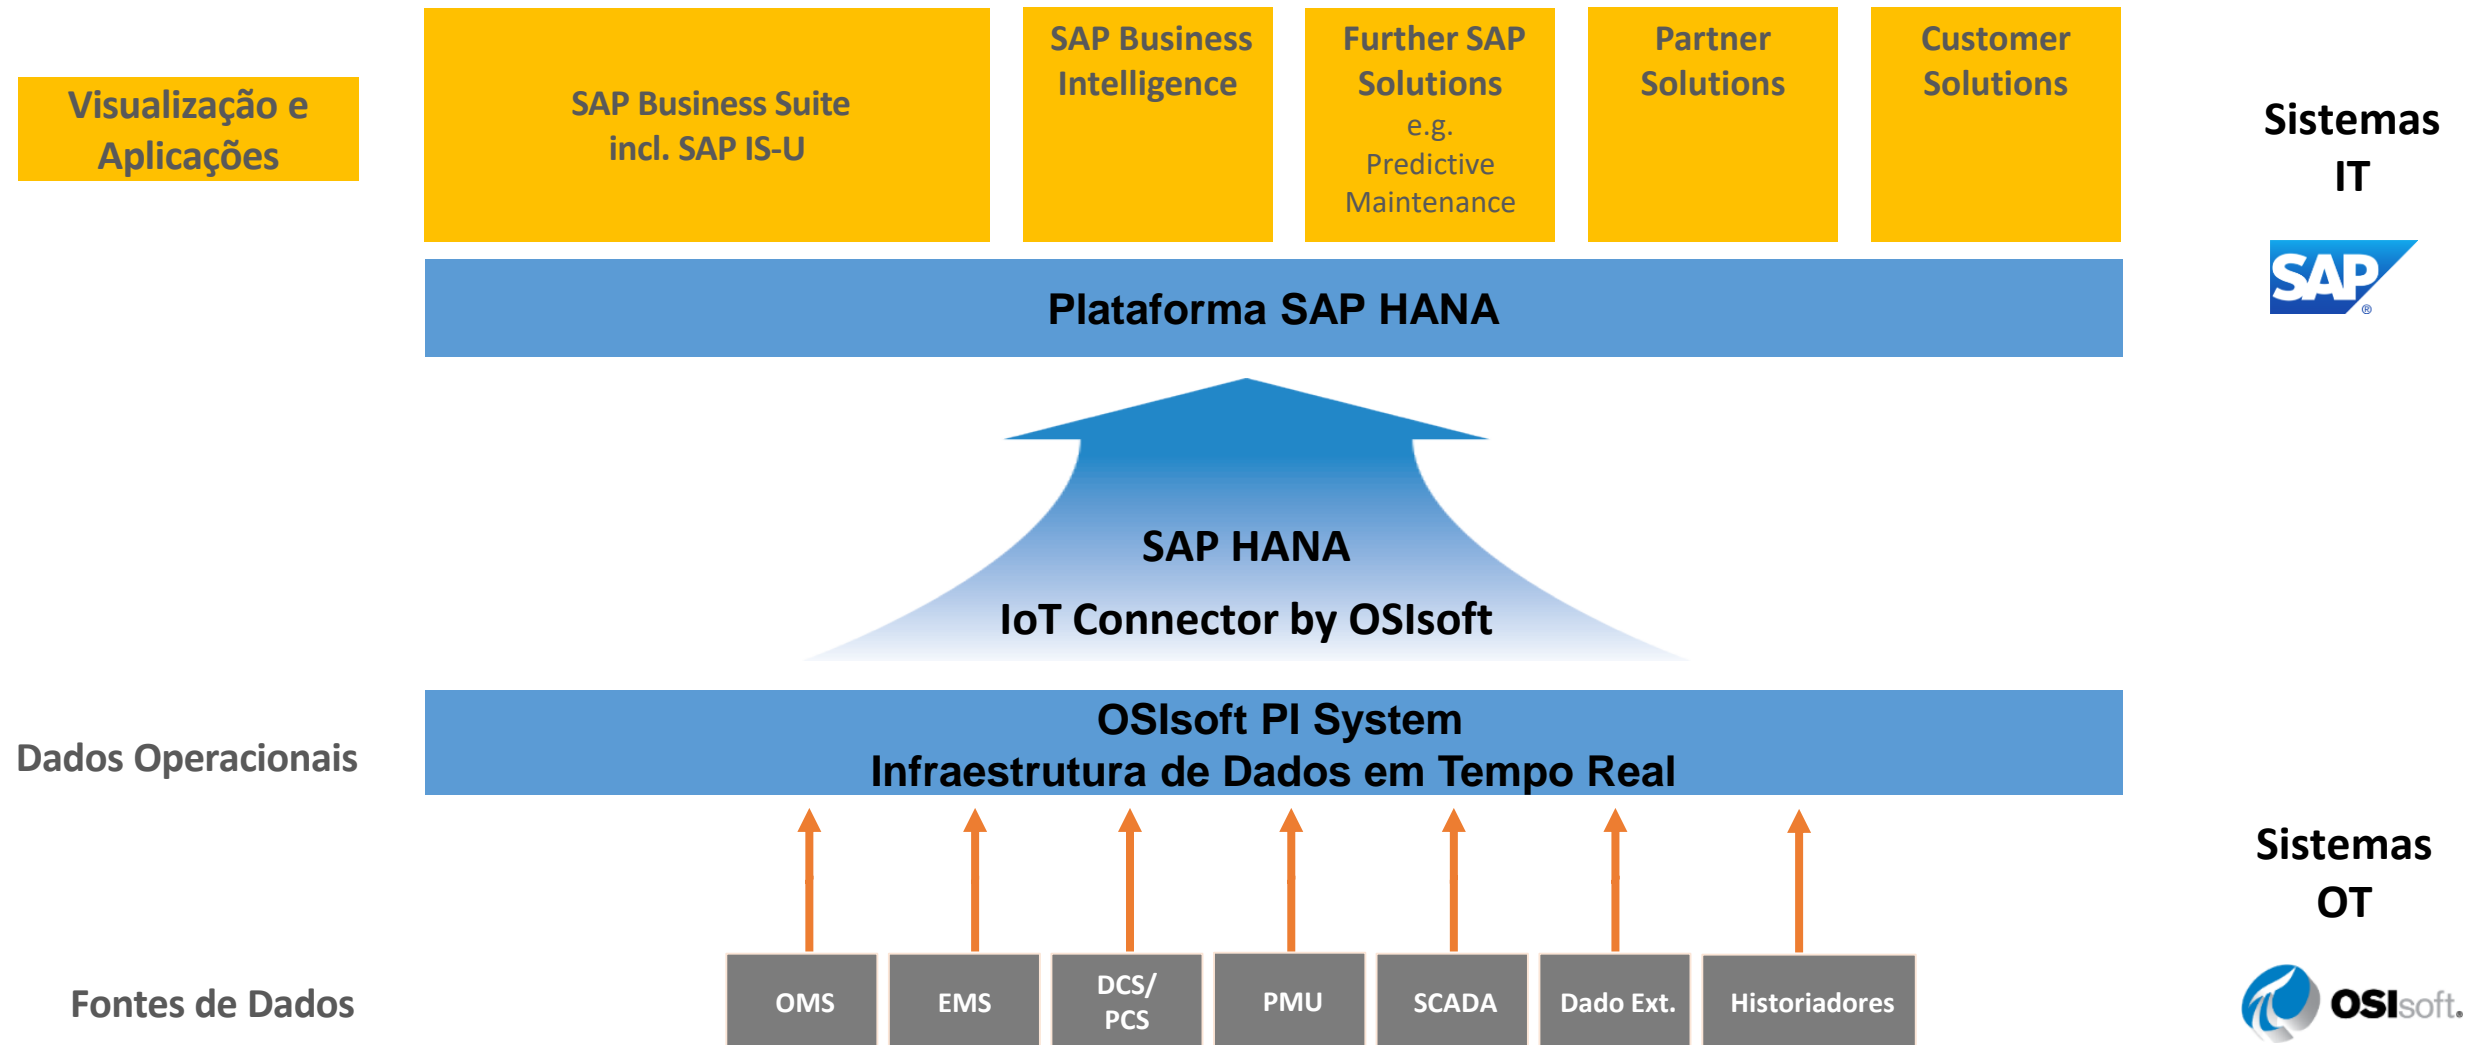 Visualização e
Aplicações
SAP Business Suite
incl. SAP IS-U
SAP Business
Intelligence
Further SAP
Solutions
e.g.
Predictive
Maintenance
Partner
Solutions
Customer
Solutions
Sistemas
IT
SAP
®
Plataforma SAP HANA
SAP HANA
IoT Connector by OSIsoft
Dados Operacionais
OSIsoft PI System
Infraestrutura de Dados em Tempo Real
Sistemas
OT
Fontes de Dados
OMS
EMS
DCS/
PCS
PMU
SCADA
Dado Ext.
Historiadores
OSIsoft.